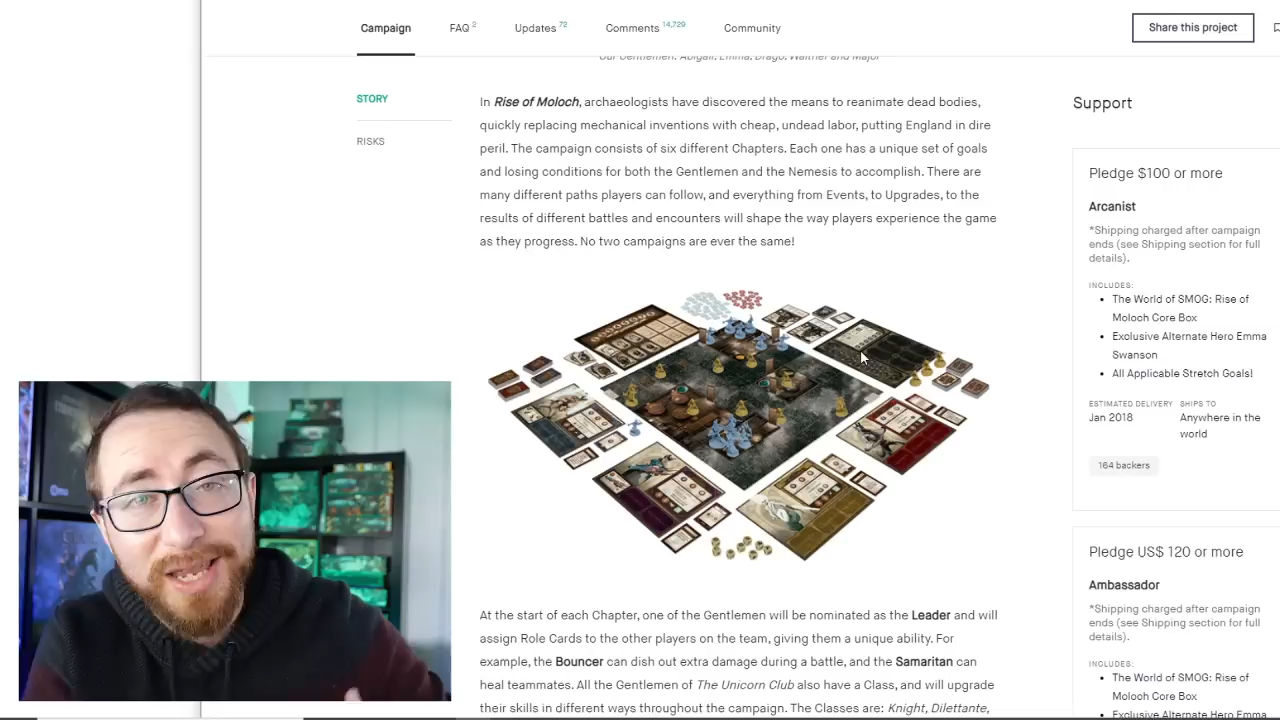 Campaign
FAQ 2
Updates 72
Comments 14,729
Community
Share this project
Our Gentlemen: Abigail, Emma, Drago, Walther and Major
STORY
RISKS
In Rise of Moloch, archaeologists have discovered the means to reanimate dead bodies,
quickly replacing mechanical inventions with cheap, undead labor, putting England in dire
peril. The campaign consists of six different Chapters. Each one has a unique set of goals
and losing conditions for both the Gentlemen and the Nemesis to accomplish. There are
many different paths players can follow, and everything from Events, to Upgrades, to the
results of different battles and encounters will shape the way players experience the game
as they progress. No two campaigns are ever the same!
At the start of each Chapter, one of the Gentlemen will be nominated as the Leader and will
assign Role Cards to the other players on the team, giving them a unique ability. For
example, the Bouncer can dish out extra damage during a battle, and the Samaritan can
heal teammates. All the Gentlemen of The Unicorn Club also have a Class, and will upgrade
their skills in different ways throughout the campaign. The Classes are: Knight, Dilettante,
Support
Pledge $100 or more
Arcanist
*Shipping charged after campaign
ends (see Shipping section for full
details).
INCLUDES:
• The World of SMOG: Rise of
Moloch Core Box
• Exclusive Alternate Hero Emma
Swanson
• All Applicable Stretch Goals!
ESTIMATED DELIVERY
Jan 2018
SHIPS TO
Anywhere in the
world
164 backers
Pledge US$ 120 or more
Ambassador
*Shipping charged after campaign
ends (see Shipping section for full
details).
INCLUDES:
• The World of SMOG: Rise of
Moloch Core Box
• Exclusive Alternate Hero Emma